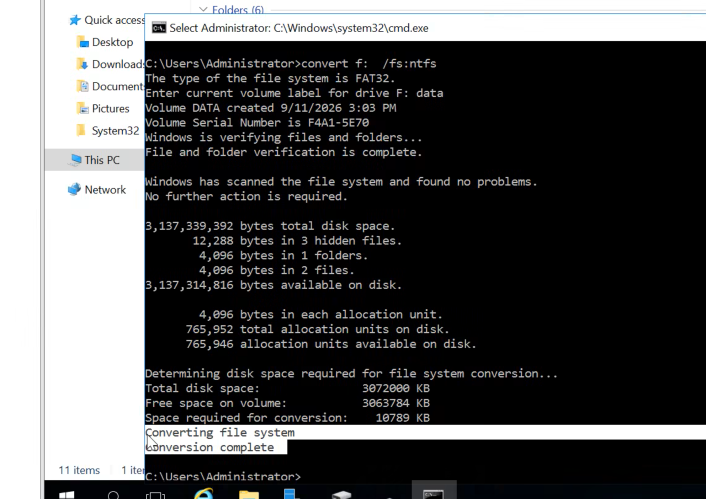 Folders (6)
Quick access
Desktop
Downloads
Document
Pictures
System32
This PC
Network
11 items
1 ite
Select Administrator: C:\Windows\system32\cmd.exe
C:\Users\Administrator>convert f:  /fs:ntfs
The type of the file system is FAT32.
Enter current volume label for drive F: data
Volume DATA created 9/11/2026 3:03 PM
Volume Serial Number is F4A1-5E70
Windows is verifying files and folders...
File and folder verification is complete.
Windows has scanned the file system and found no problems.
No further action is required.
3,137,339,392 bytes total disk space.
12,288 bytes in 3 hidden files.
4,096 bytes in 1 folders.
4,096 bytes in 2 files.
3,137,314,816 bytes available on disk.
4,096 bytes in each allocation unit.
765,952 total allocation units on disk.
765,946 allocation units available on disk.
Determining disk space required for file system conversion...
Total disk space:              3072000 KB
Free space on volume:          3063784 KB
Space required for conversion:   10789 KB
Converting file system
Conversion complete
C:\Users\Administrator>